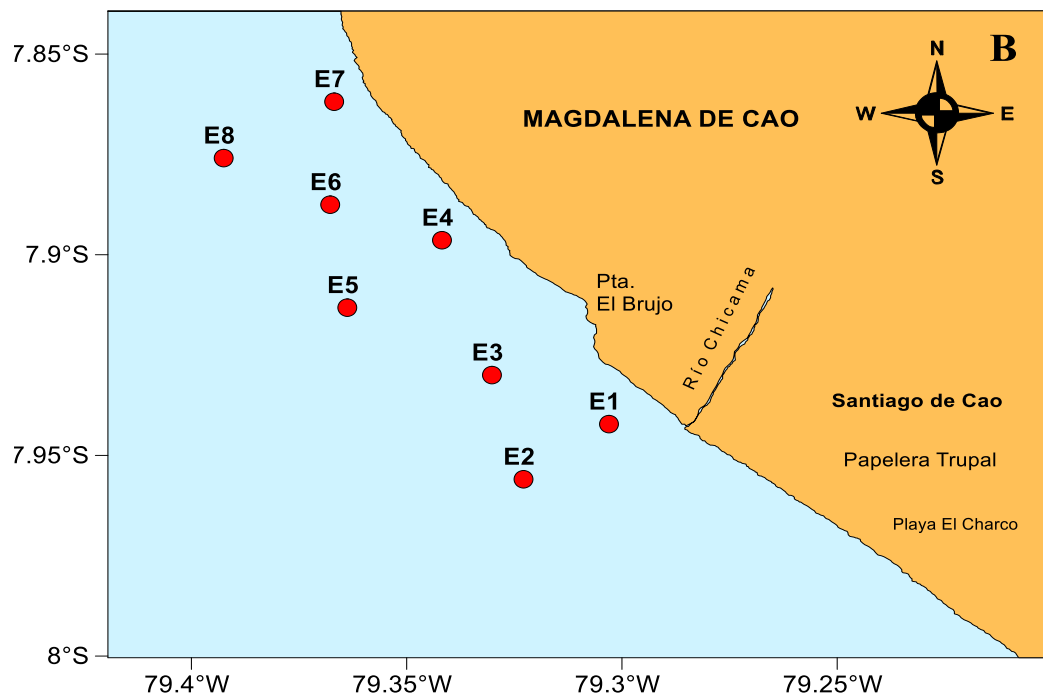 B
N
W
E
S
7.85°S
7.9°S
7.95°S
8°S
E7
E8
E6
E4
E5
E3
E1
E2
MAGDALENA DE CAO
Pta.
El Brujo
Río Chicama
Santiago de Cao
Papelera Trupal
Playa El Charco
79.4°W
79.35°W
79.3°W
79.25°W